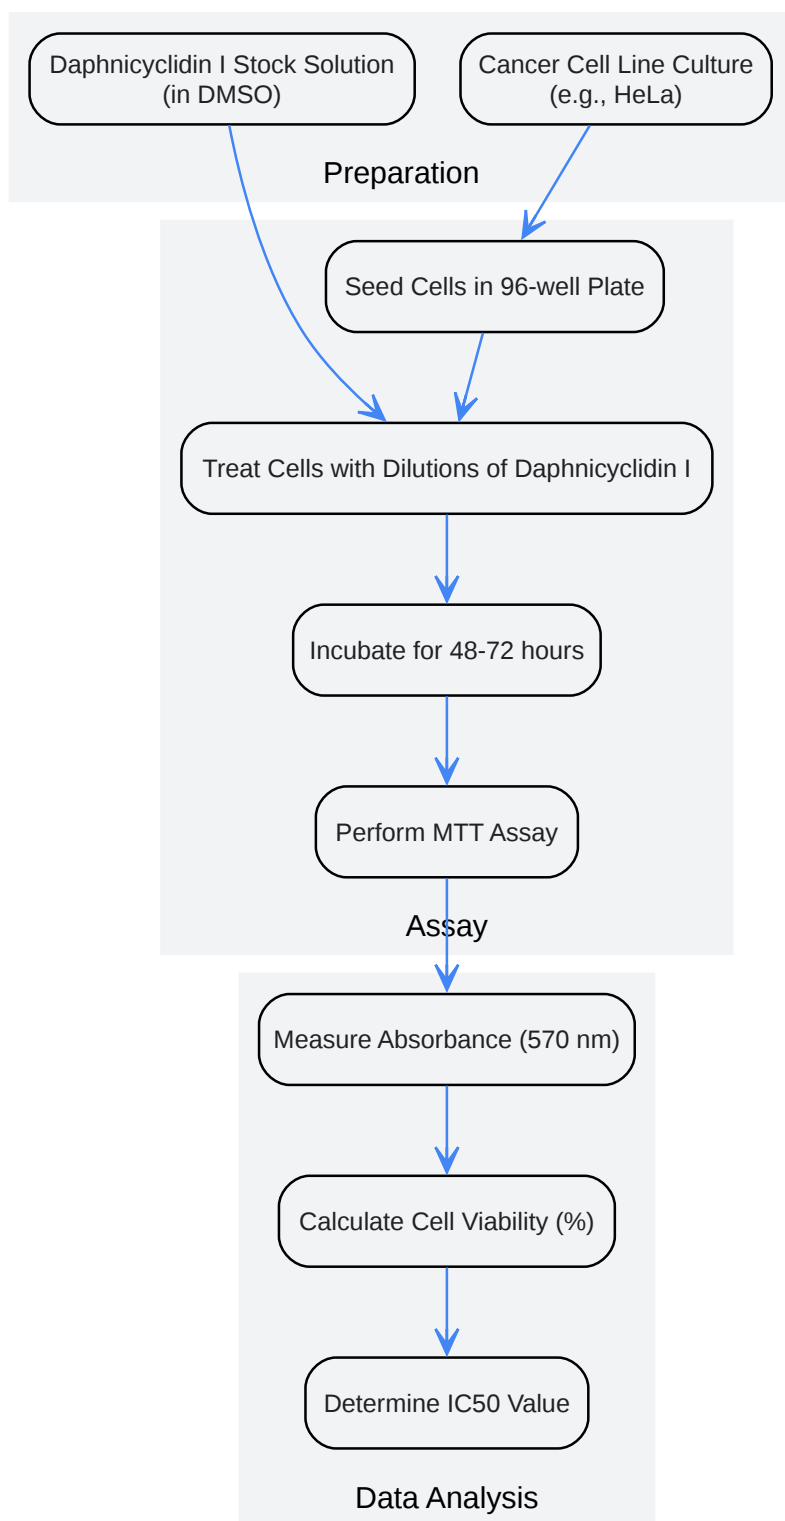 Daphnicyclidin I Stock Solution
(in DMSO)
Cancer Cell Line Culture
(e.g., HeLa)
Preparation
Seed Cells in 96-well Plate
Treat Cells with Dilutions of Daphnicyclidin I
Incubate for 48-72 hours
Perform MTT Assay
Assay
Measure Absorbance (570 nm)
Calculate Cell Viability (%)
Determine IC50 Value
Data Analysis